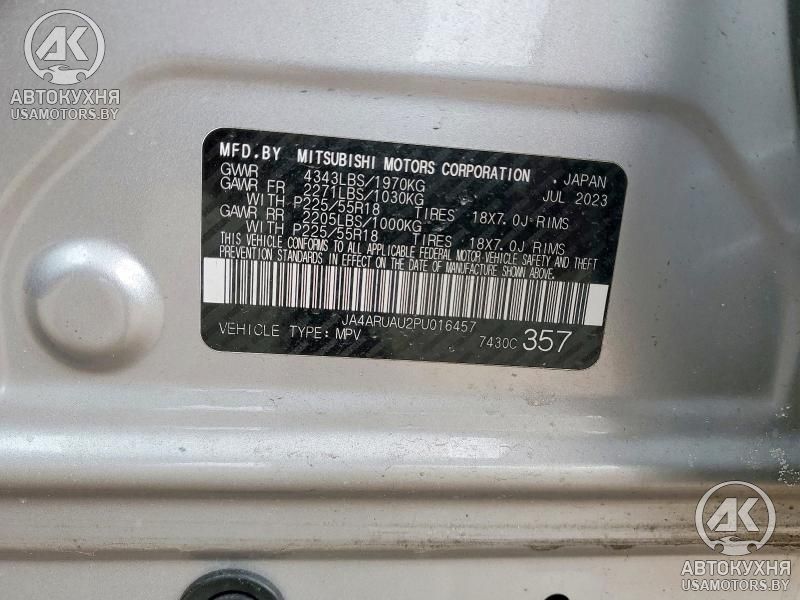 AK
АВТОКУХНЯ
USAMOTORS.BY
MFD.BY MITSUBISHI MOTORS CORPORATION JAPAN
GVWR 4343LBS/1970KG JUL 2023
GAWR FR 2271LBS/1030KG
WITH P225/55R18 TIRES 18X7.0J RIMS
GAWR RR 2205LBS/1000KG
WITH P225/55R18 TIRES 18X7.0J RIMS
THIS VEHICLE CONFORMS TO ALL APPLICABLE FEDERAL MOTOR-VEHICLE SAFETY AND THEFT
PREVENTION STANDARDS IN EFFECT ON THE DATE OF MANUFACTURE SHOWN ABOVE.
JA4ARUAU2PU016457
VEHICLE TYPE: MPV 7430C 357
AK
АВТОКУХНЯ
USAMOTORS.BY